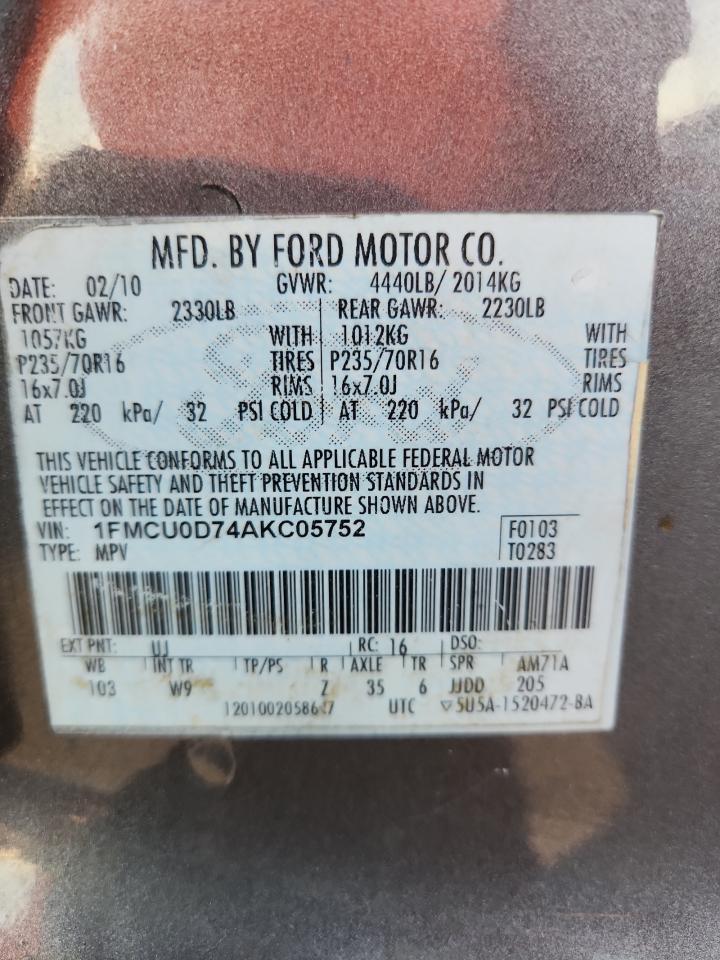 MFD. BY FORD MOTOR CO.
DATE: 02/10 GVWR: 4440LB/ 2014KG
FRONT GAWR: 2330LB REAR GAWR: 2230LB
1057KG WITH 1012KG WITH
P235/70R16 TIRES P235/70R16 TIRES
16x7.0J RIMS 16x7.0J RIMS
AT 220 kPa/ 32 PSI COLD AT 220 kPa/ 32 PSI COLD
THIS VEHICLE CONFORMS TO ALL APPLICABLE FEDERAL MOTOR
VEHICLE SAFETY AND THEFT PREVENTION STANDARDS IN
EFFECT ON THE DATE OF MANUFACTURE SHOWN ABOVE.
VIN: 1FMCU0D74AKC05752 F0103
TYPE: MPV T0283
EXT PNT: UJ RC: 16 DSO:
WB INT TR TP/PS R AXLE TR SPR AM71A
103 W9 Z 35 6 JJDD 205
UTC ▽5U5A-1520472-BA